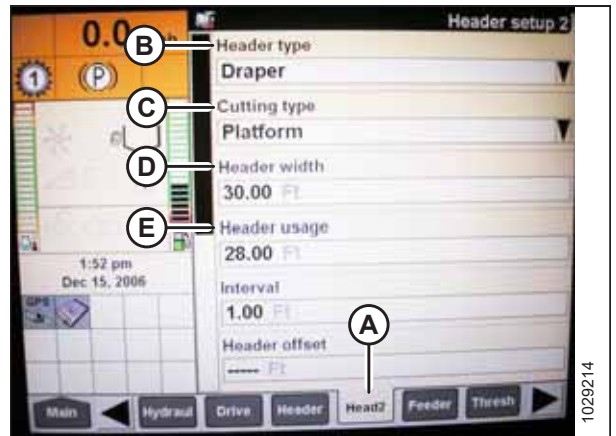 0.0
Header setup 2
B
Header type
Draper
1
P
C
Cutting type
Platform
D
Header width
30.00 Ft
E
Header usage
28.00 Ft
1:52 pm
Dec 15, 2006
Interval
1.00 Ft
GPS
A
Header offset
----- Ft
Main
Hydraul
Drive
Header
Head2
Feeder
Thresh
1029214